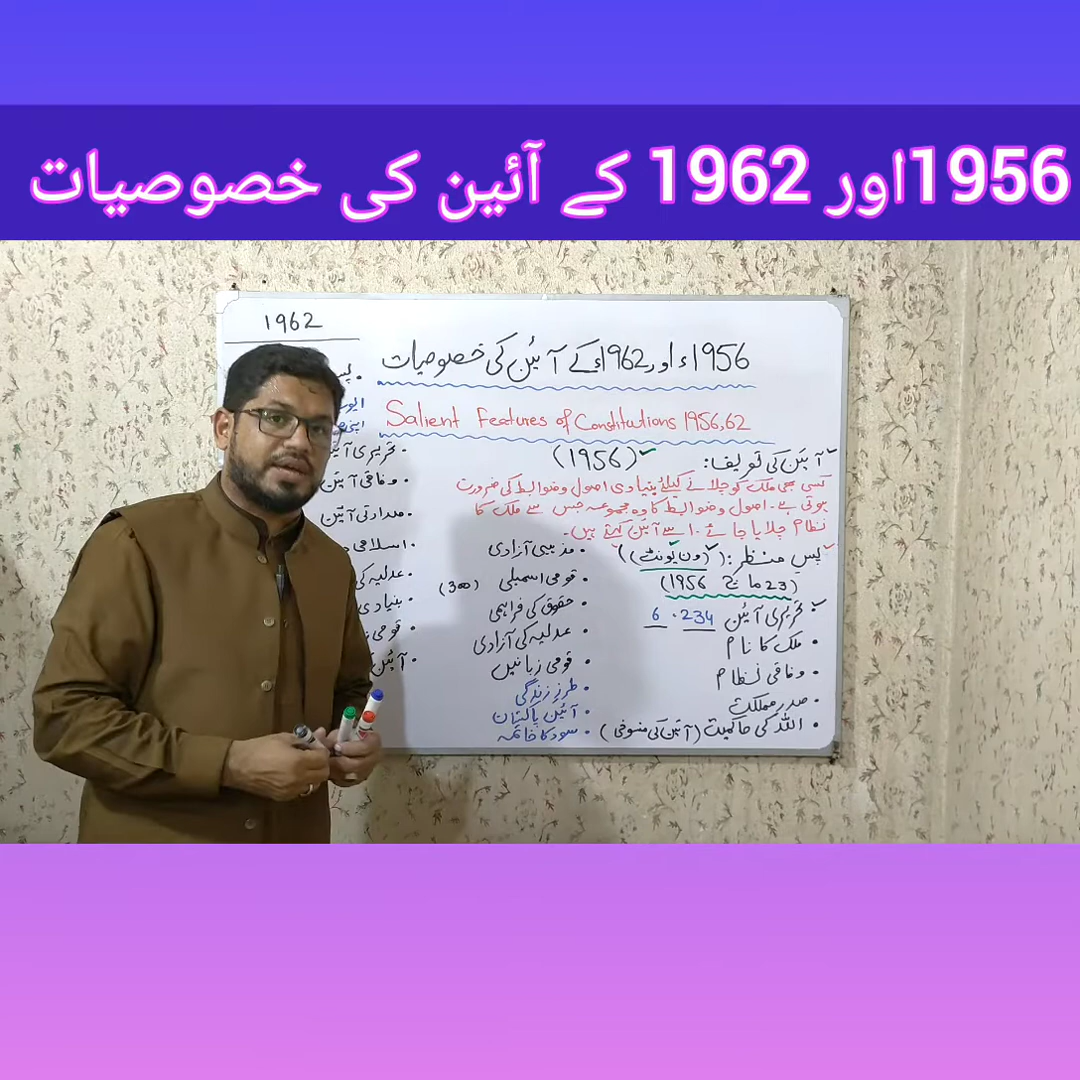 1956اور 1962 کے آئین کی خصوصیات
1956ء اور 1962ء کے آئین کی خصوصیات
Salient Features of Constitutions 1956,62
آئین کی تعریف:
(1956)
کسی بھی ملک کو چلانے کیلئے بنیادی اصول و ضوابط کی ضرورت
ہوتی ہے۔ اصول و ضوابط کا وہ مجموعہ جس سے ملک کا
نظام چلایا جائے۔ اسے آئین کہتے ہیں۔
پس منظر: (ون یونٹ)
(23 مارچ 1956)
تحریری آئین 234 . 6
ملک کا نام
وفاقی نظام
صدر مملکت
اللہ کی حاکمیت (آئین کی منسوخی)
مذہبی آزادی
قومی اسمبلی (300)
حقوق کی فراہمی
عدلیہ کی آزادی
قومی زبانیں
طرز زندگی
آئین پاکستان
سود کا خاتمہ
1962
تحریری آئین
وفاقی آئین
صدارتی آئین
اسلامی
عدلیہ کی
بنیادی
قومی
آئین